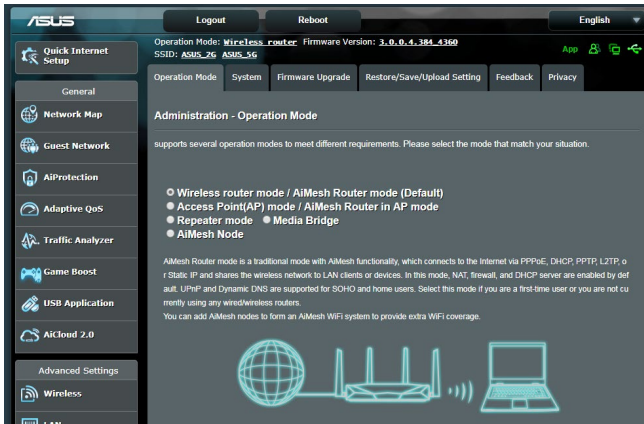 ASUS
Logout
Reboot
English
Operation Mode: Wireless router Firmware Version: 3.0.0.4.384_4360
SSID: ASUS_2G ASUS_5G
App
Quick Internet
Setup
General
Network Map
Guest Network
AiProtection
Adaptive QoS
Traffic Analyzer
Game Boost
USB Application
AiCloud 2.0
Advanced Settings
Wireless
LAN
Operation Mode
System
Firmware Upgrade
Restore/Save/Upload Setting
Feedback
Privacy
Administration - Operation Mode
supports several operation modes to meet different requirements. Please select the mode that match your situation.
Wireless router mode / AiMesh Router mode (Default)
Access Point(AP) mode / AiMesh Router in AP mode
Repeater mode Media Bridge
AiMesh Node
AiMesh Router mode is a traditional mode with AiMesh functionality, which connects to the Internet via PPPoE, DHCP, PPTP, L2TP, o
r Static IP and shares the wireless network to LAN clients or devices. In this mode, NAT, firewall, and DHCP server are enabled by def
ault. UPnP and Dynamic DNS are supported for SOHO and home users. Select this mode if you are a first-time user or you are not cu
rrently using any wired/wireless routers.
You can add AiMesh nodes to form an AiMesh WiFi system to provide extra WiFi coverage.